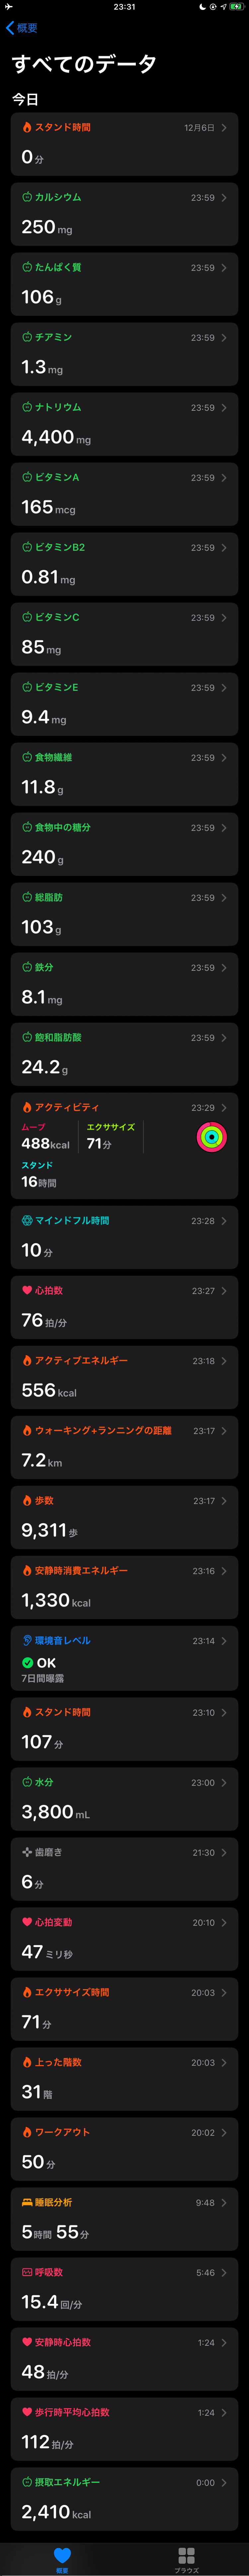 23:31
概要
すべてのデータ
今日
スタンド時間 12月6日
0分
カルシウム 23:59
250mg
たんぱく質 23:59
106g
チアミン 23:59
1.3mg
ナトリウム 23:59
4,400mg
ビタミンA 23:59
165mcg
ビタミンB2 23:59
0.81mg
ビタミンC 23:59
85mg
ビタミンE 23:59
9.4mg
食物繊維 23:59
11.8g
食物中の糖分 23:59
240g
総脂肪 23:59
103g
鉄分 23:59
8.1mg
飽和脂肪酸 23:59
24.2g
アクティビティ 23:29
ムーブ エクササイズ
488kcal 71分
スタンド
16時間
マインドフル時間 23:28
10分
心拍数 23:27
76拍/分
アクティブエネルギー 23:18
556kcal
ウォーキング+ランニングの距離 23:17
7.2km
歩数 23:17
9,311歩
安静時消費エネルギー 23:16
1,330kcal
環境音レベル 23:14
OK
7日間曝露
スタンド時間 23:10
107分
水分 23:00
3,800mL
歯磨き 21:30
6分
心拍変動 20:10
47ミリ秒
エクササイズ時間 20:03
71分
上った階数 20:03
31階
ワークアウト 20:02
50分
睡眠分析 9:48
5時間 55分
呼吸数 5:46
15.4回/分
安静時心拍数 1:24
48拍/分
歩行時平均心拍数 1:24
112拍/分
摂取エネルギー 0:00
2,410kcal
概要 ブラウズ